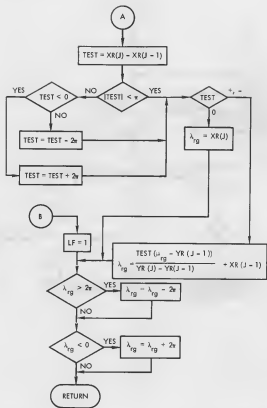 A
TEST = XR(J) - XR(J - 1)
YES
TEST < 0
NO
|TEST| < π
YES
TEST
+, -
NO
0
TEST = TEST - 2π
λrg = XR(J)
TEST = TEST + 2π
B
LF = 1
λrg = TEST (μrg - YR (J - 1)) / YR (J) - YR(J - 1) + XR (J - 1)
λrg > 2π
YES
λrg = λrg - 2π
NO
λrg < 0
YES
λrg = λrg + 2π
NO
RETURN